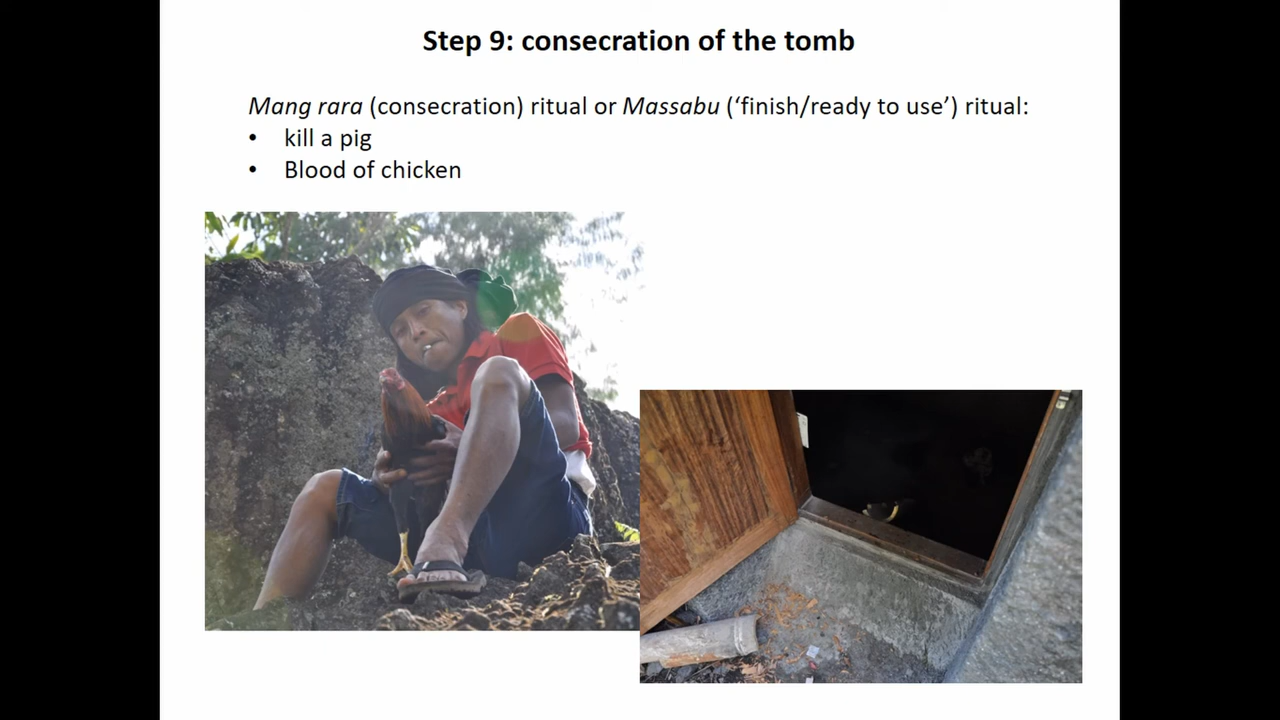 Step 9: consecration of the tomb
Mang rara (consecration) ritual or Massabu (‘finish/ready to use’) ritual:
• kill a pig
• Blood of chicken